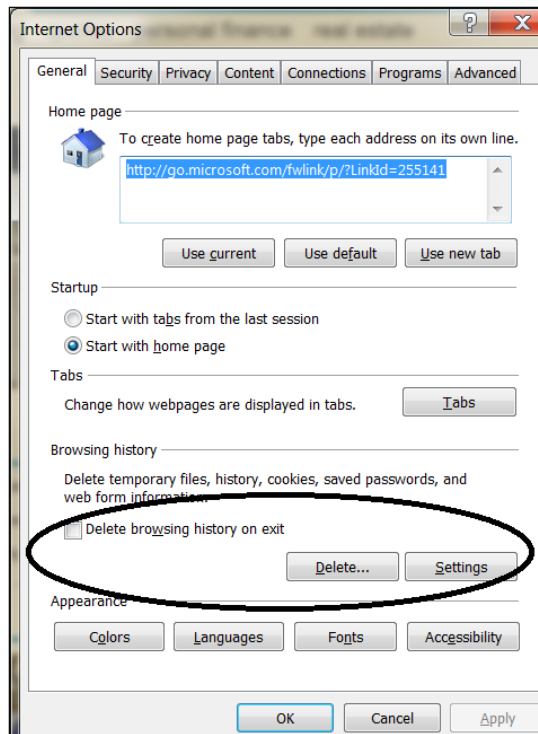 personal finance real estate
Internet Options
General Security Privacy Content Connections Programs Advanced
Home page
To create home page tabs, type each address on its own line.
http://go.microsoft.com/fwlink/p/?LinkId=255141
Use current Use default Use new tab
Startup
Start with tabs from the last session
Start with home page
Tabs
Change how webpages are displayed in tabs.
Tabs
Browsing history
Delete temporary files, history, cookies, saved passwords, and
web form information.
Delete browsing history on exit
Delete... Settings
Appearance
Colors Languages Fonts Accessibility
OK Cancel Apply